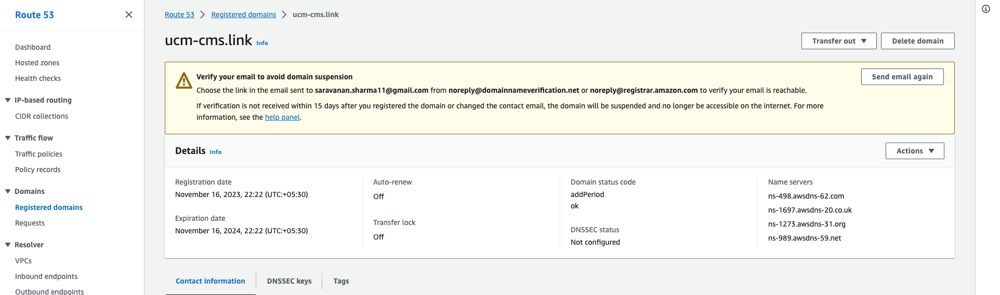 Route 53
Dashboard
Hosted zones
Health checks
IP-based routing
CIDR collections
Traffic flow
Traffic policies
Policy records
Domains
Registered domains
Requests
Resolver
VPCs
Inbound endpoints
Outbound endpoints
Route 53 Registered domains ucm-cms.link
ucm-cms.link Info
Transfer out
Delete domain
Verify your email to avoid domain suspension
Send email again
Choose the link in the email sent to saravanan.sharma11@gmail.com from noreply@domainnameverification.net or noreply@registrar.amazon.com to verify your email is reachable.
If verification is not received within 15 days after you registered the domain or changed the contact email, the domain will be suspended and no longer be accessible on the internet. For more
information, see the help panel.
Details Info
Actions
Registration date
November 16, 2023, 22:22 (UTC:+05:30)
Expiration date
November 16, 2024, 22:22 (UTC:+05:30)
Auto-renew
Off
Transfer lock
Off
Domain status code
addPeriod
ok
DNSSEC status
Not configured
Name servers
ns-498.awsdns-62.com
ns-1697.awsdns-20.co.uk
ns-1273.awsdns-31.org
ns-989.awsdns-59.net
Contact information
DNSSEC keys
Tags